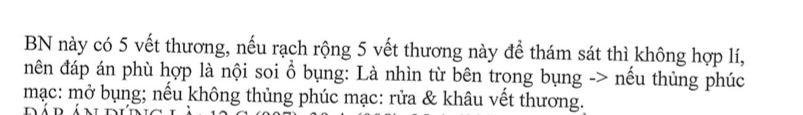 BN này có 5 vết thương, nếu rạch rộng 5 vết thương này để thám sát thì không hợp lí,
nên đáp án phù hợp là nội soi ổ bụng: Là nhìn từ bên trong bụng -> nếu thủng phúc
mạc: mở bụng; nếu không thủng phúc mạc: rửa & khâu vết thương.